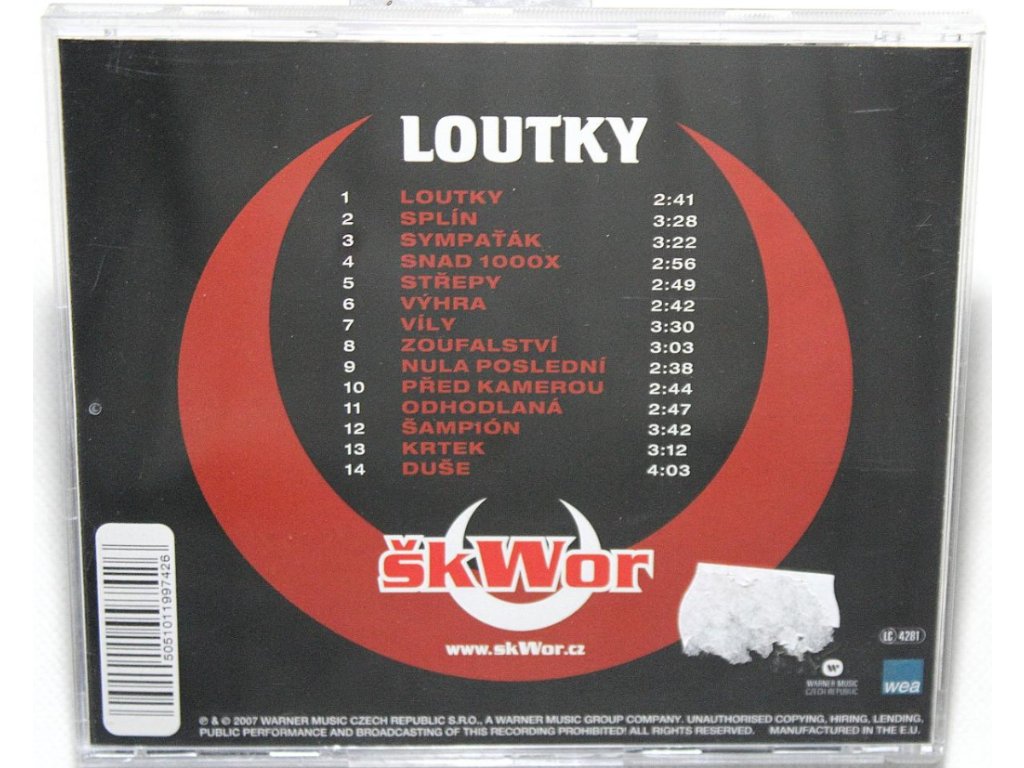 LOUTKY
1 LOUTKY 2:41
2 SPLÍN 3:28
3 SYMPAŤÁK 3:22
4 SNAD 1000X 2:56
5 STŘEPY 2:49
6 VÝHRA 2:42
7 VÍLY 3:30
8 ZOUFALSTVÍ 3:03
9 NULA POSLEDNÍ 2:38
10 PŘED KAMEROU 2:44
11 ODHODLANÁ 2:47
12 ŠAMPIÓN 3:42
13 KRTEK 3:12
14 DUŠE 4:03
©
škWor
www.skWor.cz
5051011997426
LC 4281
WARNER MUSIC
CZECH REPUBLIC
wea
℗ & © 2007 WARNER MUSIC CZECH REPUBLIC S.R.O., A WARNER MUSIC GROUP COMPANY. UNAUTHORISED COPYING, HIRING, LENDING,
PUBLIC PERFORMANCE AND BROADCASTING OF THIS RECORDING PROHIBITED! ALL RIGHTS RESERVED. MANUFACTURED IN THE E.U.